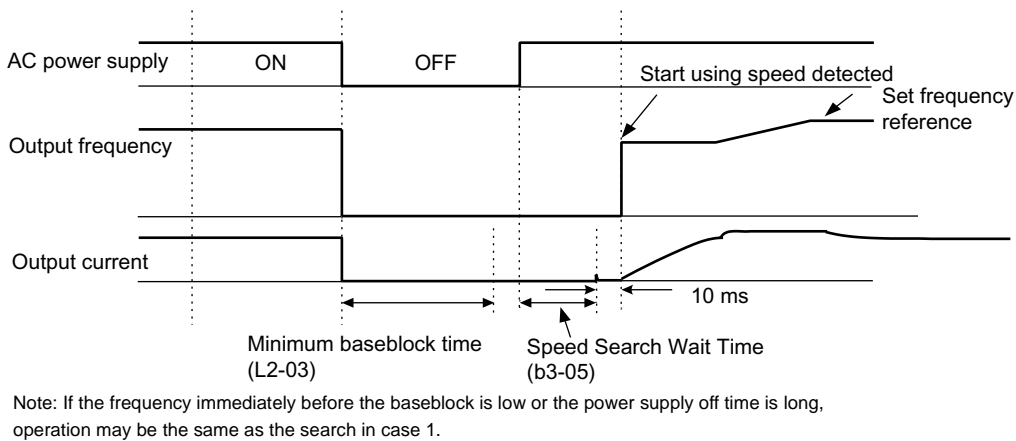 AC power supply
ON
OFF
Start using speed detected
Set frequency
reference
Output frequency
Output current
10 ms
Minimum baseblock time
(L2-03)
Speed Search Wait Time
(b3-05)
Note: If the frequency immediately before the baseblock is low or the power supply off time is long,
operation may be the same as the search in case 1.